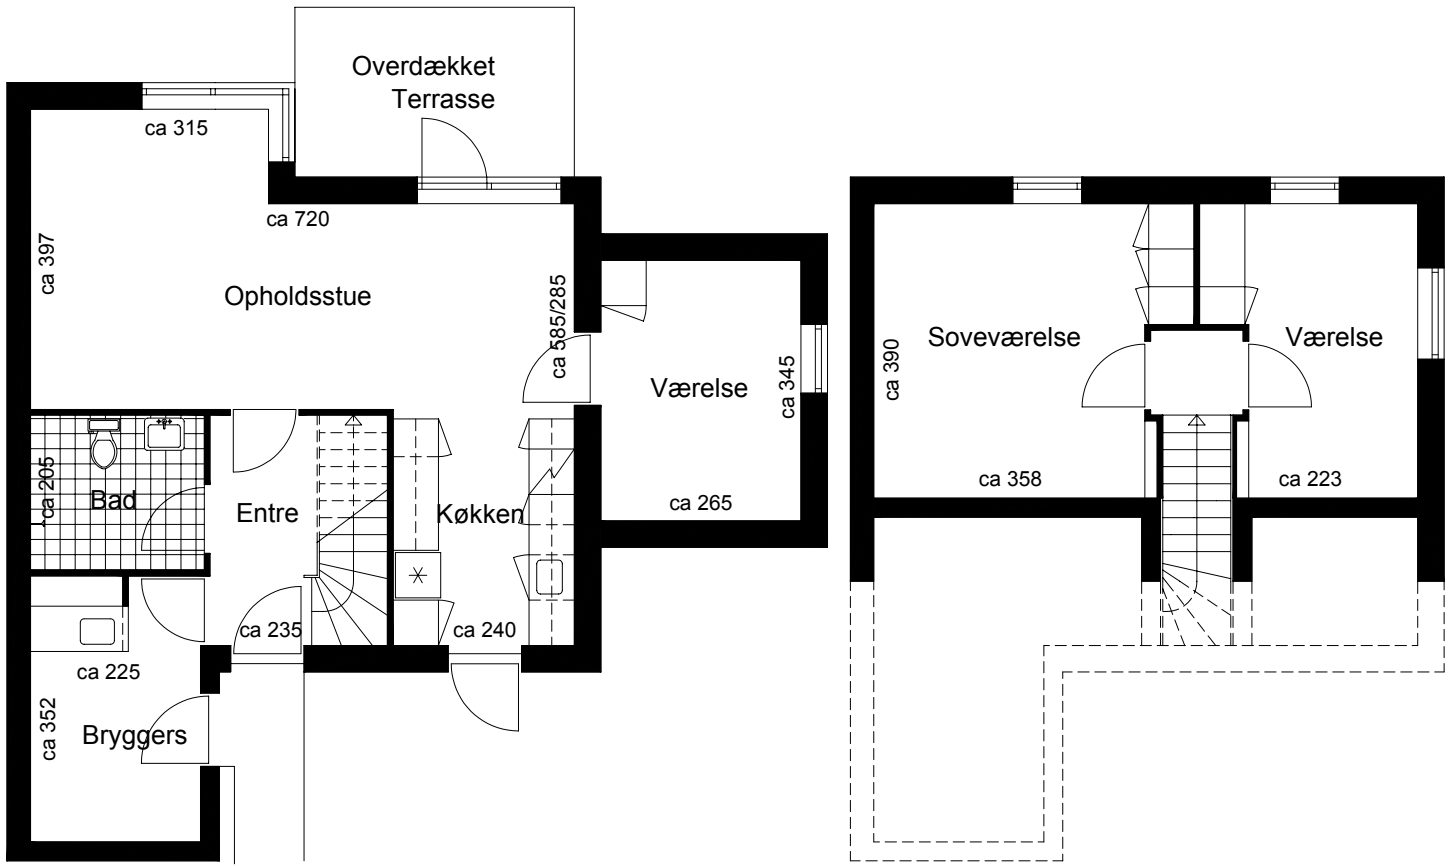 Overdækket
Terrasse
ca 315
ca 720
ca 397
Opholdsstue
ca 585/285
Værelse
ca 345
ca 265
ca 205
Bad
Entre
Køkken
ca 235
ca 240
ca 225
ca 352
Bryggers
Soveværelse
Værelse
ca 390
ca 358
ca 223